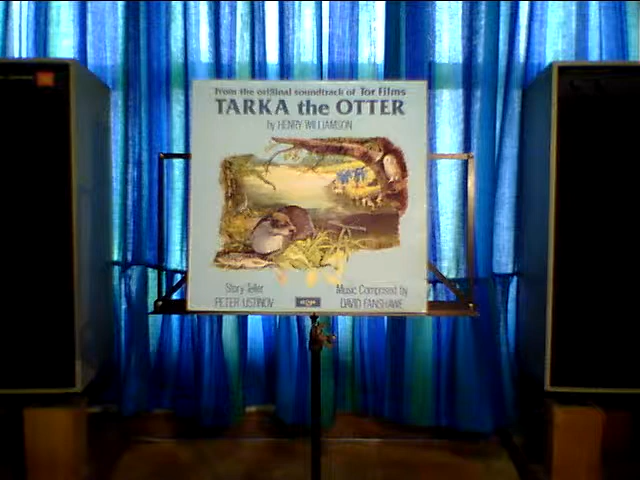 From the original soundtrack of Tor Films
TARKA the OTTER
by HENRY WILLIAMSON
Story Teller
PETER USTINOV
Music Composed by
DAVID FANSHAWE